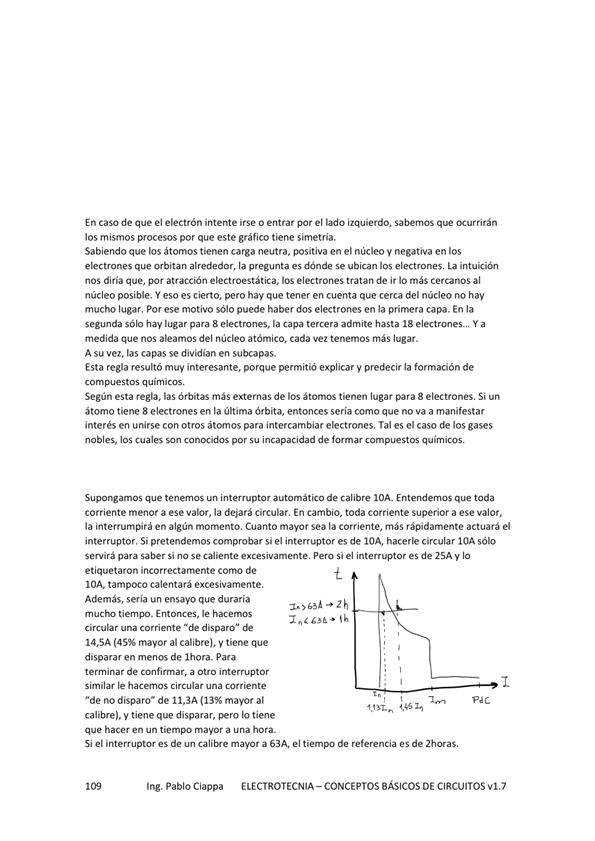 En caso de que el electrón intente irse o entrar por el lado izquierdo, sabemos que ocurrirán
los mismos procesos por que este gráfico tiene simetría.
Sabiendo que los átomos tienen carga neutra, positiva en el núcleo y negativa en los
electrones que orbitan alrededor, la pregunta es dónde se ubican los electrones. La intuición
nos diría que, por atracción electroestática, los electrones tratan de ir lo más cercanos al
núcleo posible. Y eso es cierto, pero hay que tener en cuenta que cerca del núcleo no hay
mucho lugar. Por ese motivo sólo puede haber dos electrones en la primera capa. En la
segunda sólo hay lugar para 8 electrones, la capa tercera admite hasta 18 electrones… Y a
medida que nos aleamos del núcleo atómico, cada vez tenemos más lugar.
A su vez, las capas se dividían en subcapas.
Esta regla resultó muy interesante, porque permitió explicar y predecir la formación de
compuestos químicos.
Según esta regla, las órbitas más externas de los átomos tienen lugar para 8 electrones. Si un
átomo tiene 8 electrones en la última órbita, entonces sería como que no va a manifestar
interés en unirse con otros átomos para intercambiar electrones. Tal es el caso de los gases
nobles, los cuales son conocidos por su incapacidad de formar compuestos químicos.
Supongamos que tenemos un interruptor automático de calibre 10A. Entendemos que toda
corriente menor a ese valor, la dejará circular. En cambio, toda corriente superior a ese valor,
la interrumpirá en algún momento. Cuanto mayor sea la corriente, más rápidamente actuará el
interruptor. Si pretendemos comprobar si el interruptor es de 10A, hacerle circular 10A sólo
servirá para saber si no se caliente excesivamente. Pero si el interruptor es de 25A y lo
etiquetaron incorrectamente como de
10A, tampoco calentará excesivamente.
Además, sería un ensayo que duraría
mucho tiempo. Entonces, le hacemos
circular una corriente “de disparo” de
14,5A (45% mayor al calibre), y tiene que
disparar en menos de 1hora. Para
terminar de confirmar, a otro interruptor
similar le hacemos circular una corriente
“de no disparo” de 11,3A (13% mayor al
calibre), y tiene que disparar, pero lo tiene
que hacer en un tiempo mayor a una hora.
Si el interruptor es de un calibre mayor a 63A, el tiempo de referencia es de 2horas.
t
In > 63A → 2h
In < 63A → 1h
I
In
1,13 In
1,45 In
Im
PdC
109 Ing. Pablo Ciappa ELECTROTECNIA – CONCEPTOS BÁSICOS DE CIRCUITOS v1.7